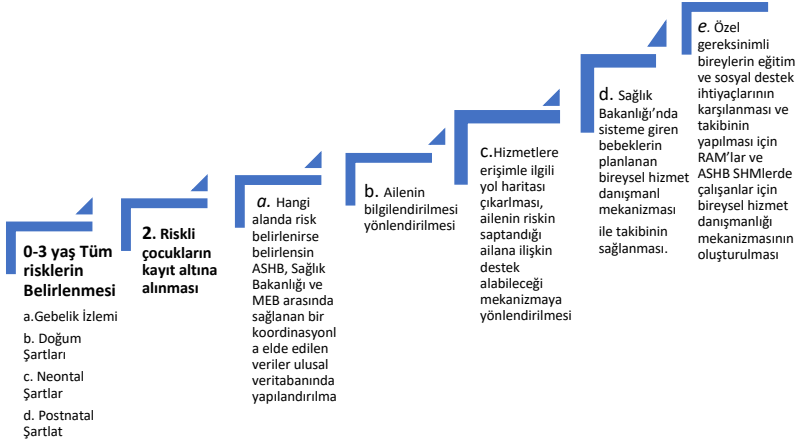 0-3 yaş Tüm
risklerin
Belirlenmesi
a.Gebelik İzlemi
b. Doğum
Şartları
c. Neontal
Şartlar
d. Postnatal
Şartlat
2. Riskli
çocukların
kayıt altına
alınması
a. Hangi
alanda risk
belirlenirse
belirlensin
ASHB, Sağlık
Bakanlığı ve
MEB arasında
sağlanan bir
koordinasyonl
a elde edilen
veriler ulusal
veritabanında
yapılandırılma
b. Ailenin
bilgilendirilmesi
yönlendirilmesi
c.Hizmetlere
erişimle ilgili
yol haritası
çıkarılması,
ailenin riskin
saptandığı
ailana ilişkin
destek
alabileceği
mekanizmaya
yönlendirilmesi
d. Sağlık
Bakanlığı’nda
sisteme giren
bebeklerin
planlanan
bireysel hizmet
danışmanl
mekanizması
ile takibinin
sağlanması.
e. Özel
gereksinimli
bireylerin eğitim
ve sosyal destek
ihtiyaçlarının
karşılanması ve
takibinin
yapılması için
RAM’lar ve
ASHB SHMlerde
çalışanlar için
bireysel hizmet
danışmanlığı
mekanizmasının
oluşturulması